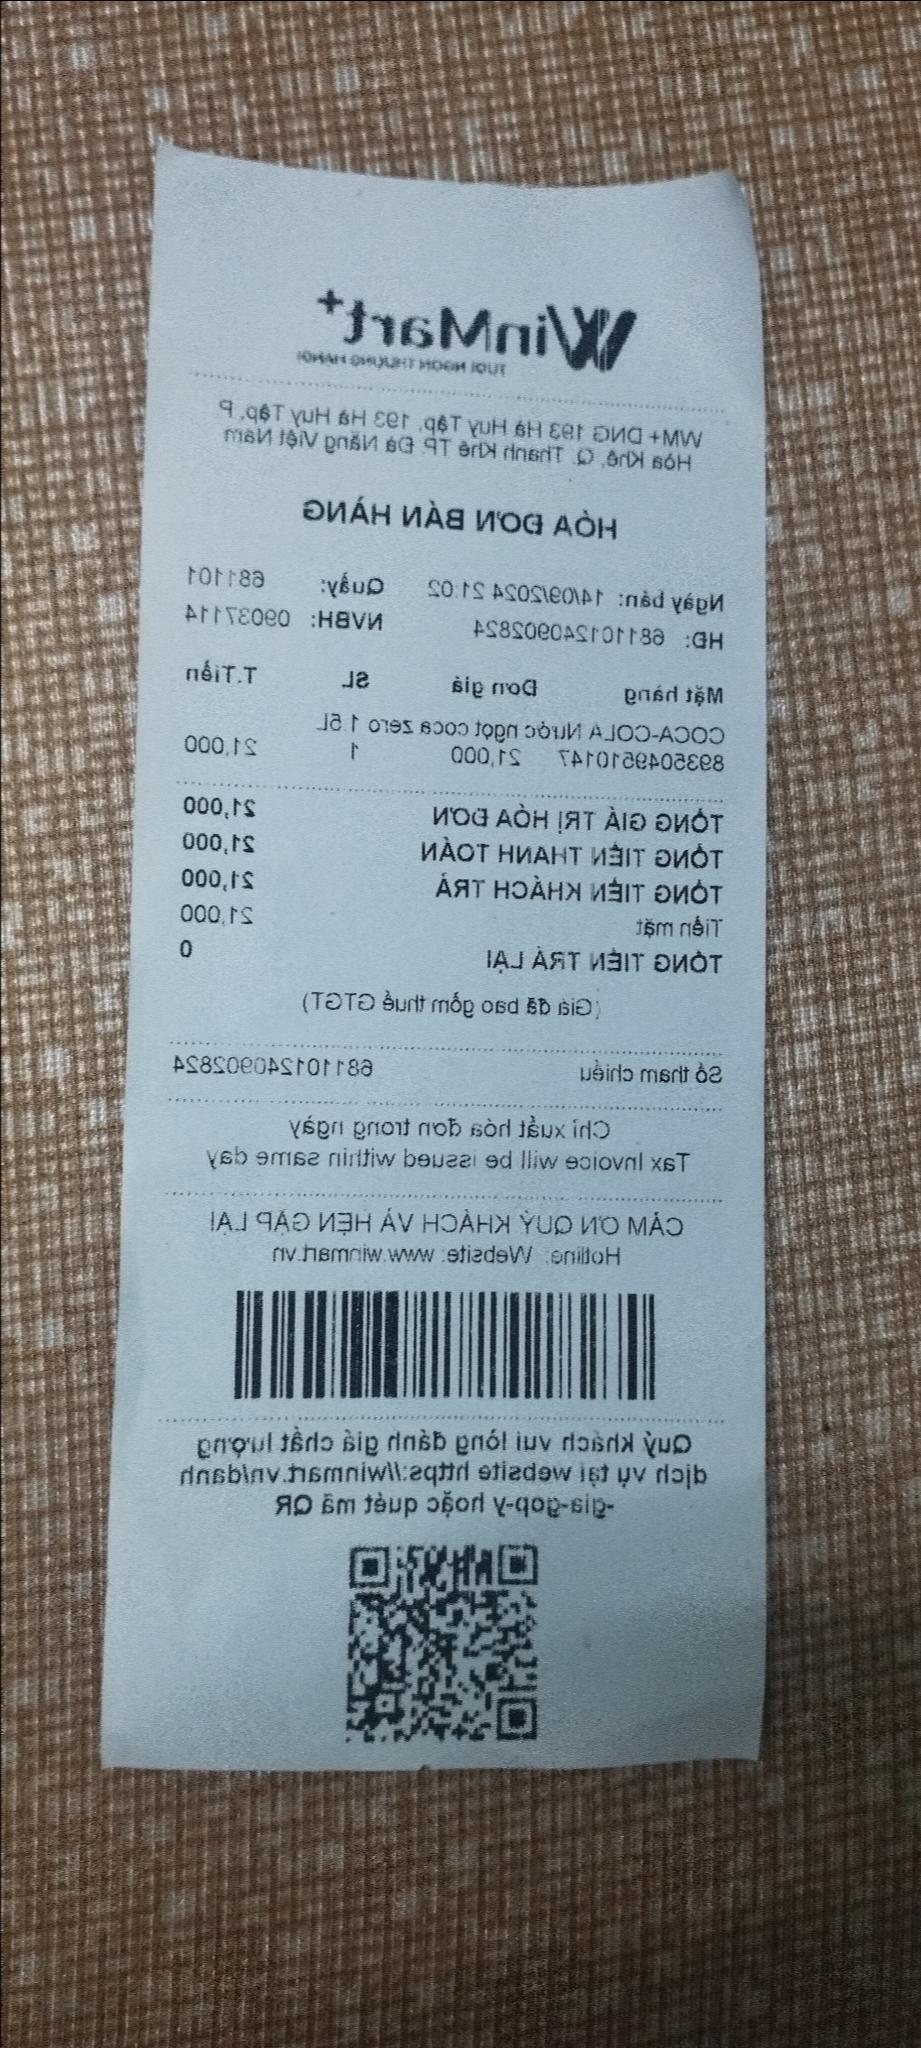 WinMart+
TƯƠI NGON THƯỢNG HẠNG!
WM+ DNG 193 Hà Huy Tập, 193 Hà Huy Tập, P
Hòa Khê, Q. Thanh Khê TP. Đà Nẵng Việt Nam
HÓA ĐƠN BÁN HÀNG
Ngày bán: 14/09/2024 21:02 Quầy: 681101
HĐ: 68110124090282​4 NVBH: 09037114
Mặt hàng Đơn giá SL T.Tiền
COCA-COLA Nước ngọt coca zero 1.5L
8935049510147 21,000 1 21,000
TỔNG GIÁ TRỊ HÓA ĐƠN 21,000
TỔNG TIỀN THANH TOÁN 21,000
TỔNG TIỀN KHÁCH TRẢ 21,000
Tiền mặt 21,000
TỔNG TIỀN TRẢ LẠI 0
(Giá đã bao gồm thuế GTGT)
Số tham chiếu 681101240902824
Chỉ xuất hóa đơn trong ngày
Tax Invoice will be issued within same day
CẢM ƠN QUÝ KHÁCH VÀ HẸN GẶP LẠI
Hotline: Website: www.winmart.vn
Quý khách vui lòng đánh giá chất lượng
dịch vụ tại website https://winmart.vn/danh
-gia-gop-y hoặc quét mã QR